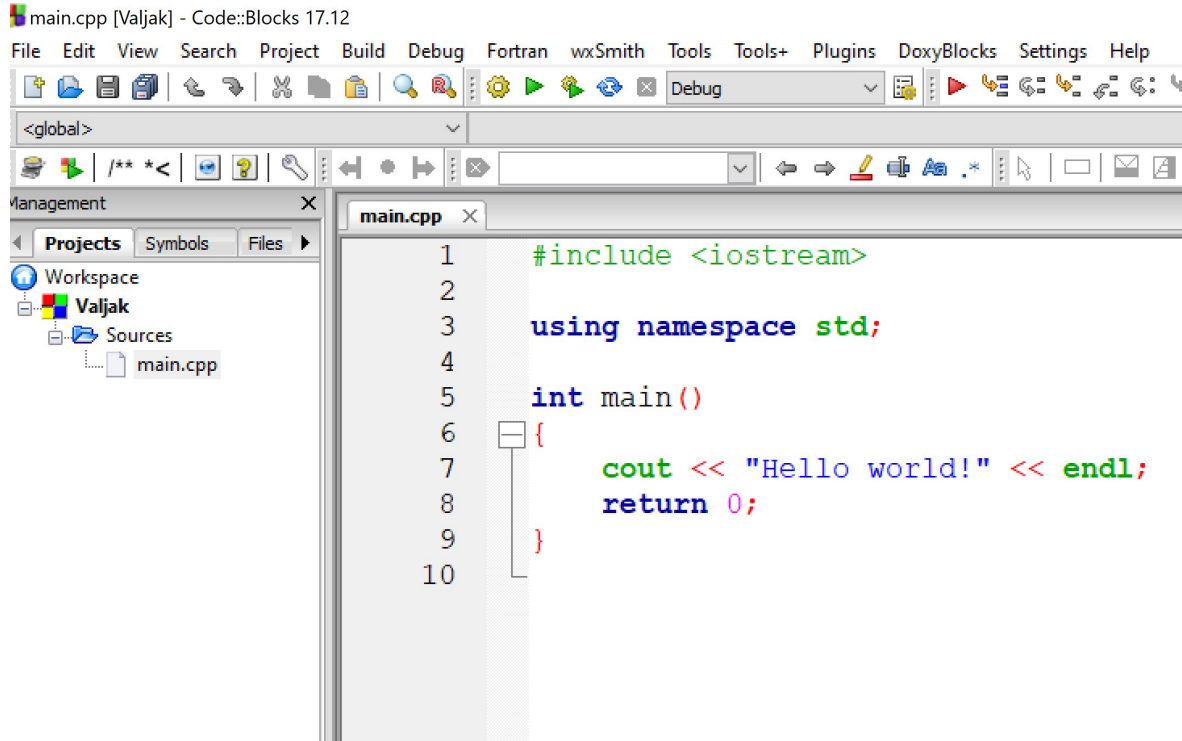 main.cpp [Valjak] - Code::Blocks 17.12
File Edit View Search Project Build Debug Fortran wxSmith Tools Tools+ Plugins DoxyBlocks Settings Help
Debug
<global>
/** *<
Management
Projects Symbols Files
Workspace
Valjak
Sources
main.cpp
main.cpp
1 #include <iostream>
2
3 using namespace std;
4
5 int main()
6 {
7 cout << "Hello world!" << endl;
8 return 0;
9 }
10